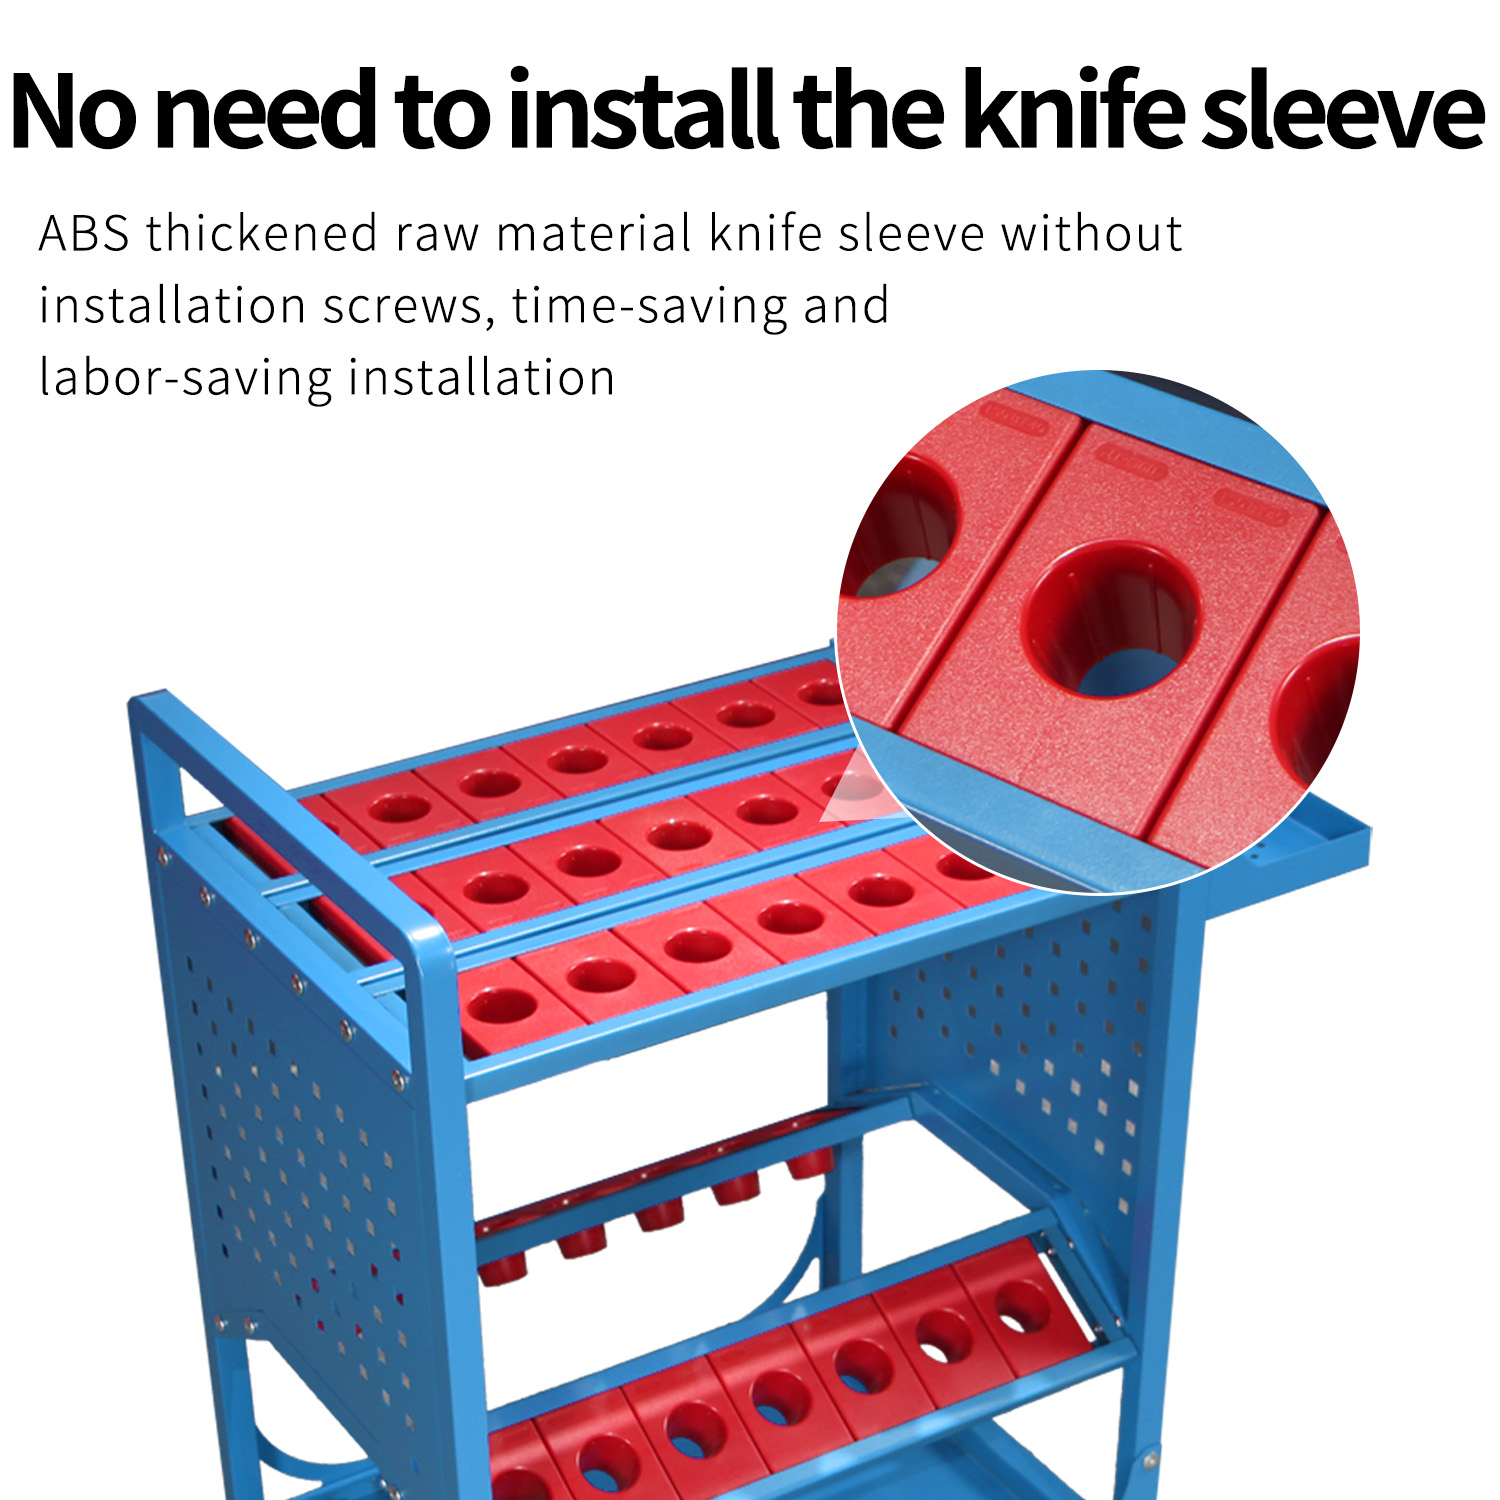 No need to install the knife sleeve
ABS thickened raw material knife sleeve without
installation screws, time-saving and
labor-saving installation